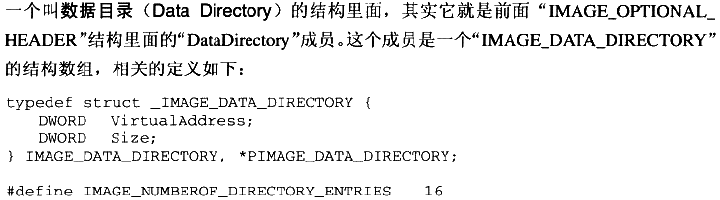 一个叫数据目录（Data Directory）的结构里面，其实它就是前面“IMAGE_OPTIONAL_
HEADER”结构里面的“DataDirectory”成员。这个成员是一个“IMAGE_DATA_DIRECTORY”
的结构数组，相关的定义如下：
typedef struct _IMAGE_DATA_DIRECTORY {
    DWORD   VirtualAddress;
    DWORD   Size;
} IMAGE_DATA_DIRECTORY, *PIMAGE_DATA_DIRECTORY;
#define IMAGE_NUMBEROF_DIRECTORY_ENTRIES    16